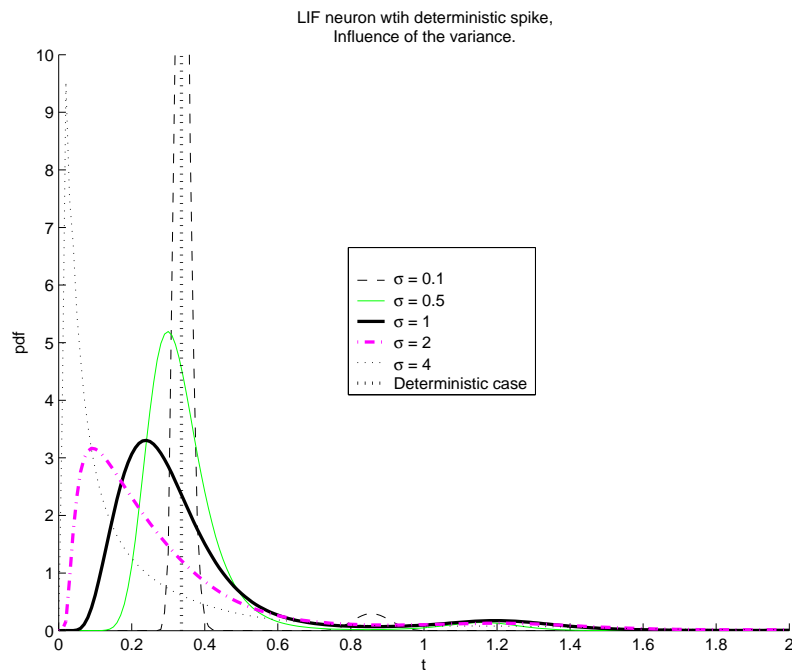 LIF neuron wtih deterministic spike,
Influence of the variance.
10
9
8
7
6
5
4
3
2
1
0
pdf
σ = 0.1
σ = 0.5
σ = 1
σ = 2
σ = 4
Deterministic case
0
0.2
0.4
0.6
0.8
1
1.2
1.4
1.6
1.8
2
t